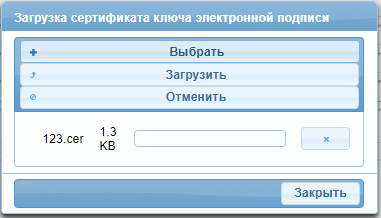 Загрузка сертификата ключа электронной подписи
Выбрать
Загрузить
Отменить
123.cer 1.3
KB
Закрыть